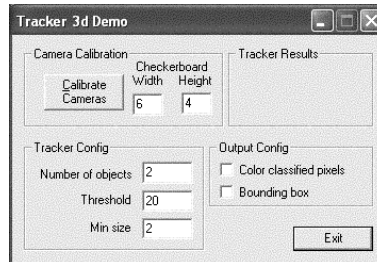 Tracker 3d Demo
Camera Calibration
Calibrate Cameras
Checkerboard
Width Height
6 4
Tracker Results
Tracker Config
Number of objects 2
Threshold 20
Min size 2
Output Config
Color classified pixels
Bounding box
Exit